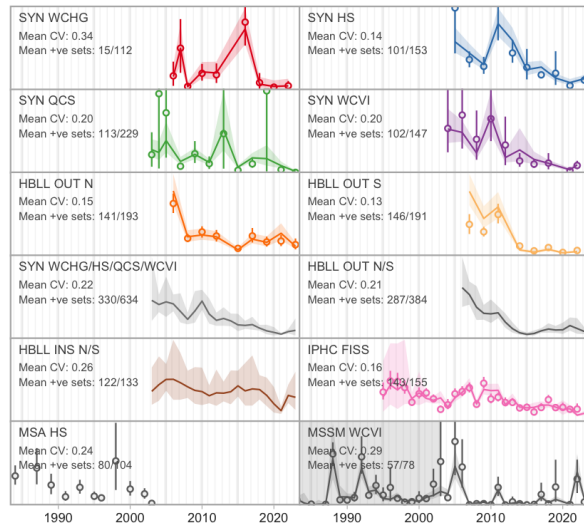 SYN WCHG
Mean CV: 0.34
Mean +ve sets: 15/112
SYN HS
Mean CV: 0.14
Mean +ve sets: 101/153
SYN QCS
Mean CV: 0.20
Mean +ve sets: 113/229
SYN WCVI
Mean CV: 0.20
Mean +ve sets: 102/147
HBLL OUT N
Mean CV: 0.15
Mean +ve sets: 141/193
HBLL OUT S
Mean CV: 0.13
Mean +ve sets: 146/191
SYN WCHG/HS/QCS/WCVI
Mean CV: 0.22
Mean +ve sets: 330/634
HBLL OUT N/S
Mean CV: 0.21
Mean +ve sets: 287/384
HBLL INS N/S
Mean CV: 0.26
Mean +ve sets: 122/133
IPHC FISS
Mean CV: 0.16
Mean +ve sets: 143/155
MSA HS
Mean CV: 0.24
Mean +ve sets: 80/104
MSSM WCVI
Mean CV: 0.29
Mean +ve sets: 57/78
1990 2000 2010 2020 1990 2000 2010 2020